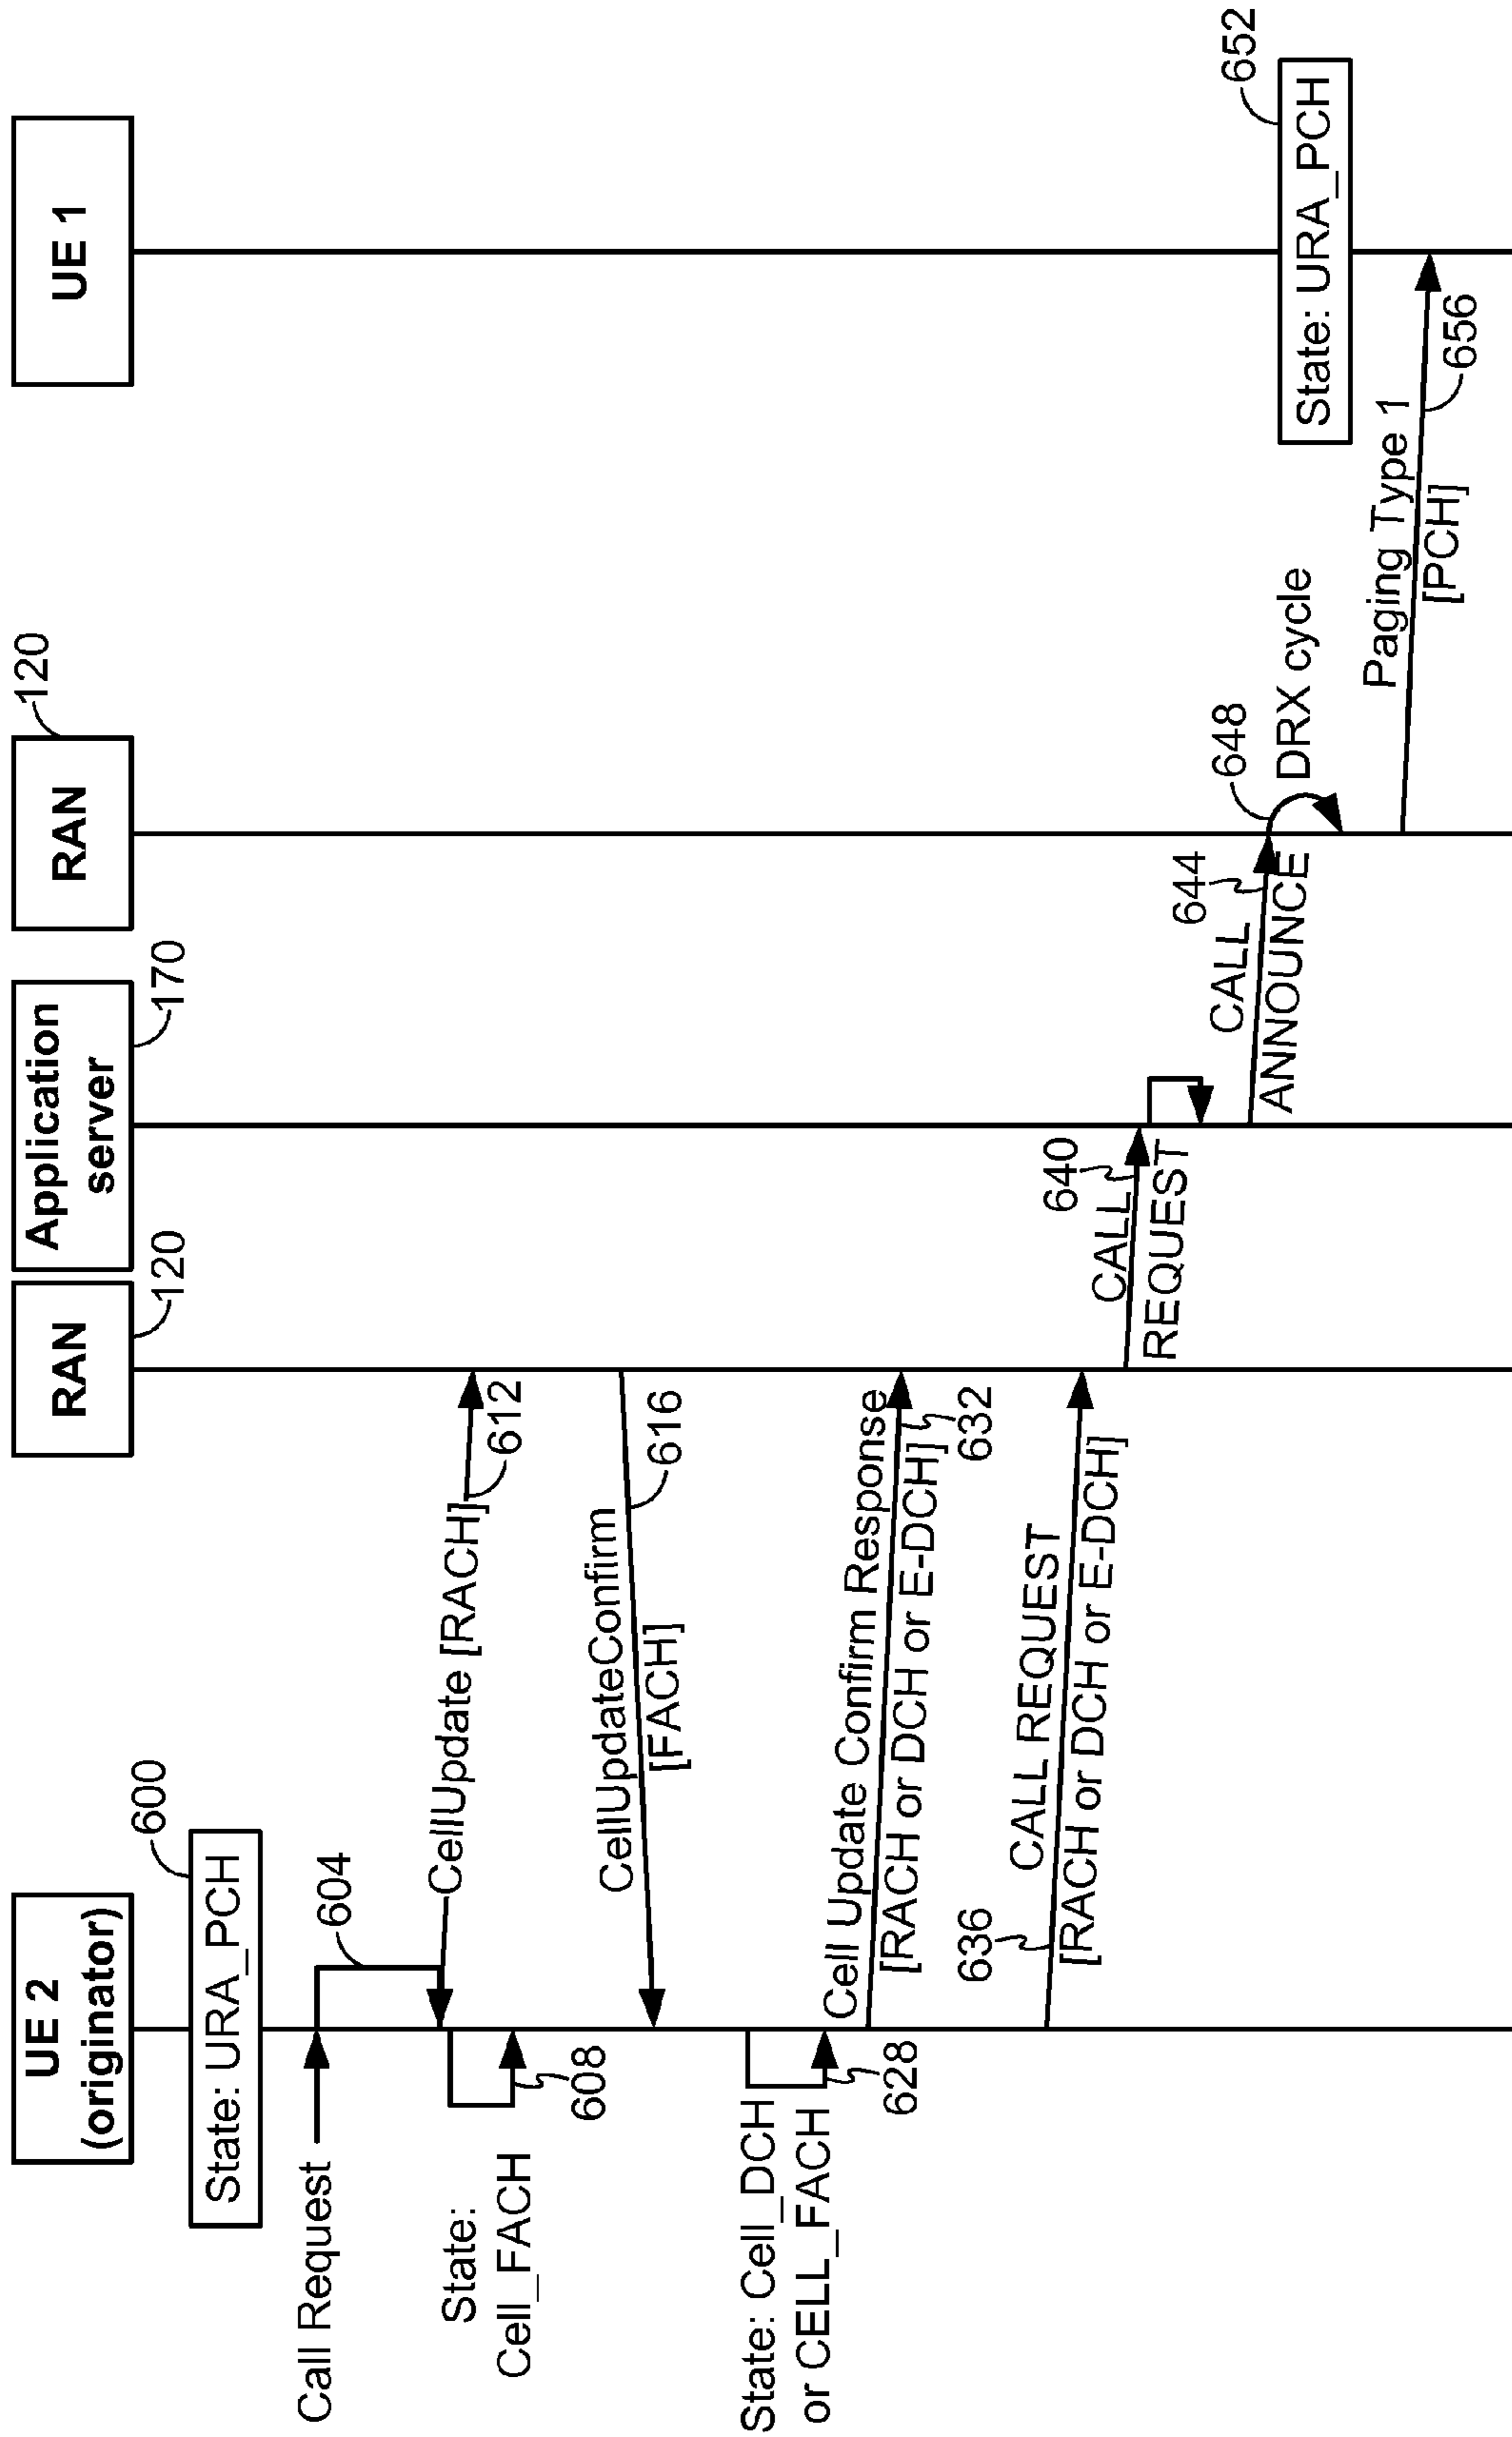 UE 2
(originator)
RAN
120
Application
server
170
RAN
120
UE 1
600
State: URA_PCH
Call Request
604
State:
Cell_FACH
608
CellUpdate [RACH]
612
CellUpdateConfirm
[FACH]
616
State: Cell_DCH
or CELL_FACH
628
Cell Update Confirm Response
[RACH or DCH or E-DCH]
632
636
CALL REQUEST
[RACH or DCH or E-DCH]
640
CALL
REQUEST
644
CALL
ANNOUNCE
648
DRX cycle
652
State: URA_PCH
Paging Type 1
[PCH]
656